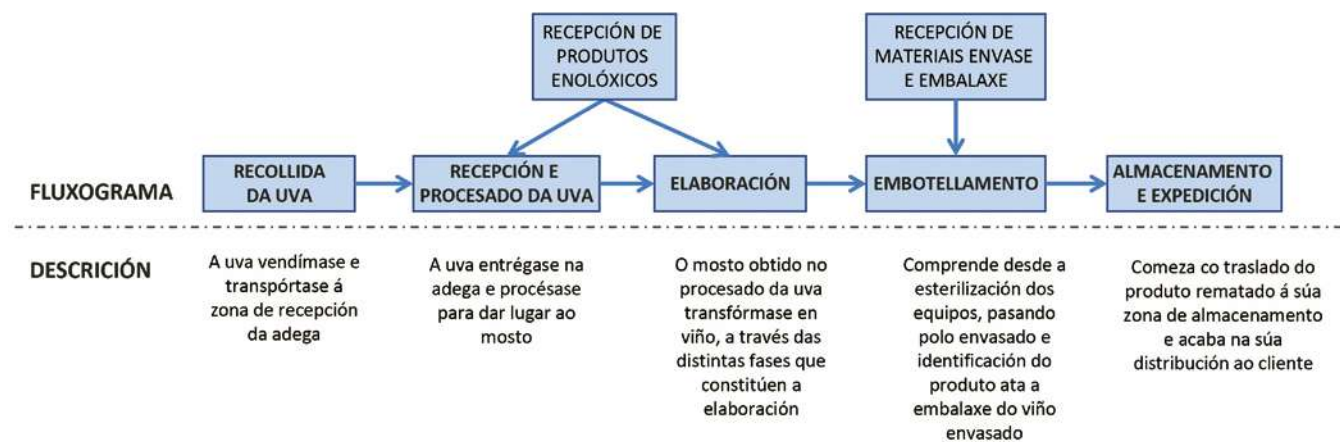 RECEPCIÓN DE
PRODUTOS
ENOLÓXICOS
RECEPCIÓN DE
MATERIAIS ENVASE
E EMBALAXE
FLUXOGRAMA
RECOLLIDA
DA UVA
RECEPCIÓN E
PROCESADO DA UVA
ELABORACIÓN
EMBOTELLAMENTO
ALMACENAMENTO
E EXPEDICIÓN
DESCRICIÓN
A uva vendímase e
transpórtase á
zona de recepción
da adega
A uva entrégase na
adega e procésase
para dar lugar ao
mosto
O mosto obtido no
procesado da uva
transfórmase en
viño, a través das
distintas fases que
constitúen a
elaboración
Comprende desde a
esterilización dos
equipos, pasando
polo envasado e
identificación do
produto ata a
embalaxe do viño
envasado
Comeza co traslado do
produto rematado á súa
zona de almacenamento
e acaba na súa
distribución ao cliente